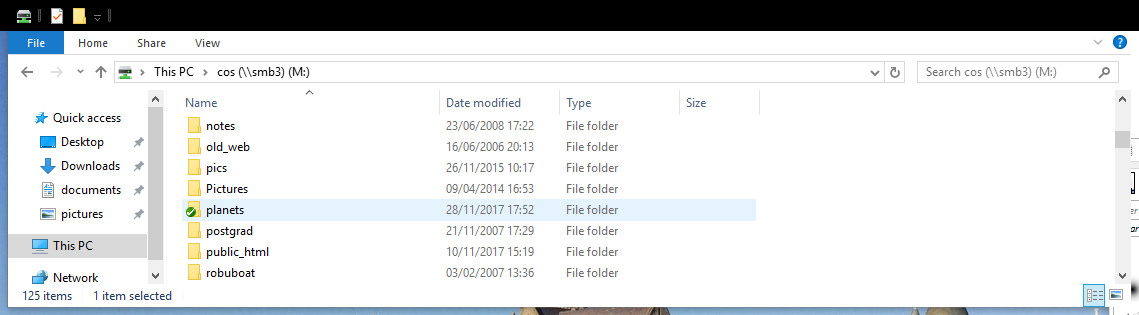 File Home Share View
This PC cos (\\smb3) (M:) Search cos (\\smb3) (M:)
Name Date modified Type Size
Quick access
Desktop
Downloads
documents
pictures
This PC
Network
notes 23/06/2008 17:22 File folder
old_web 16/06/2006 20:13 File folder
pics 26/11/2015 10:17 File folder
Pictures 09/04/2014 16:53 File folder
planets 28/11/2017 17:52 File folder
postgrad 21/11/2007 17:29 File folder
public_html 10/11/2017 15:19 File folder
robuboat 03/02/2007 13:36 File folder
125 items 1 item selected